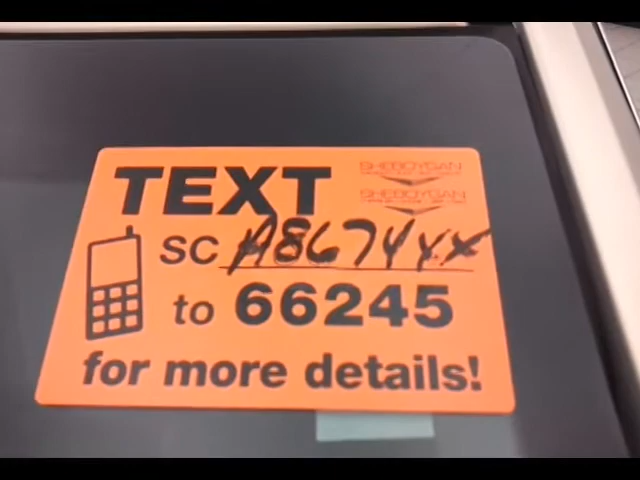 TEXT
SHEBOYGAN
SHEBOYGAN
SC A8674XX
to 66245
for more details!